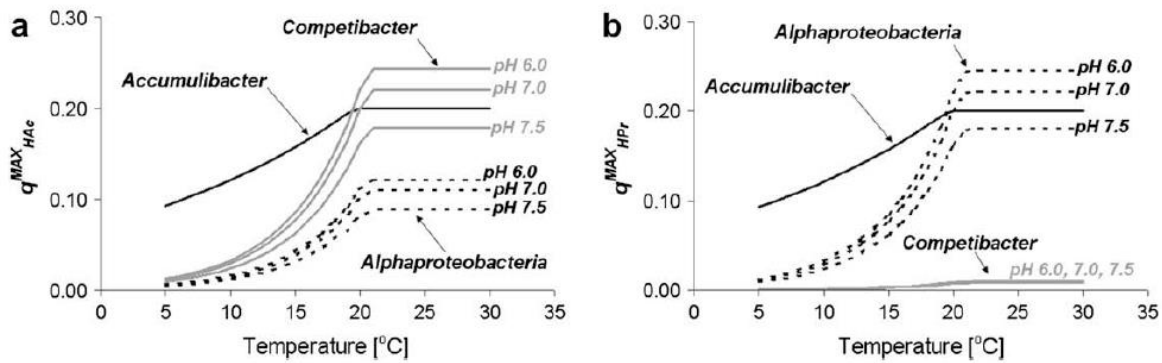 a
q^MAX_HAc
0.30
0.20
0.10
0.00
Competibacter
Accumulibacter
pH 6.0
pH 7.0
pH 7.5
pH 6.0
pH 7.0
pH 7.5
Alphaproteobacteria
0 5 10 15 20 25 30 35
Temperature [°C]
b
q^MAX_HPr
0.30
0.20
0.10
0.00
Alphaproteobacteria
Accumulibacter
pH 6.0
pH 7.0
pH 7.5
Competibacter
pH 6.0, 7.0, 7.5
0 5 10 15 20 25 30 35
Temperature [°C]